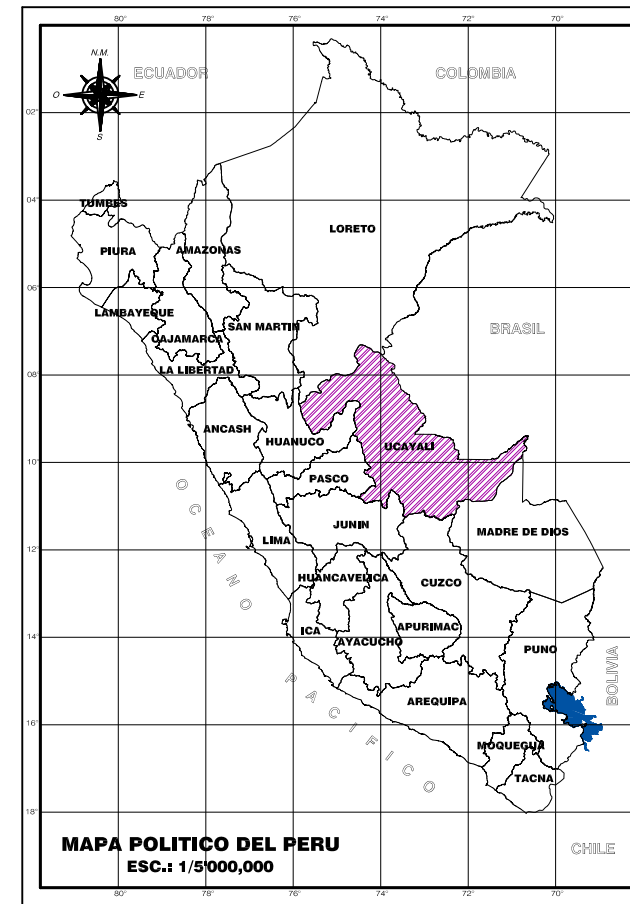 80° 78° 76° 74° 72° 70°
N.M.
ECUADOR
COLOMBIA
O
E
S
02°
04°
TUMBES
LORETO
PIURA
AMAZONAS
06°
LAMBAYEQUE
SAN MARTIN
BRASIL
CAJAMARCA
LA LIBERTAD
08°
ANCASH
HUANUCO
UCAYALI
10°
PASCO
JUNIN
MADRE DE DIOS
LIMA
12°
HUANCAVELICA
CUZCO
ICA
APURIMAC
14°
AYACUCHO
PUNO
BOLIVIA
AREQUIPA
OCEANO PACIFICO
16°
MOQUEGUA
TACNA
18°
MAPA POLITICO DEL PERU
ESC.: 1/5'000,000
CHILE
80° 78° 76° 74° 72° 70°